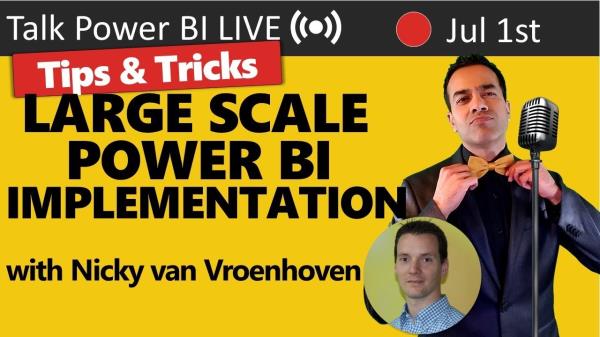 Talk Power BI LIVE
Jul 1st
Tips & Tricks
LARGE SCALE
POWER BI
IMPLEMENTATION
with Nicky van Vroenhoven